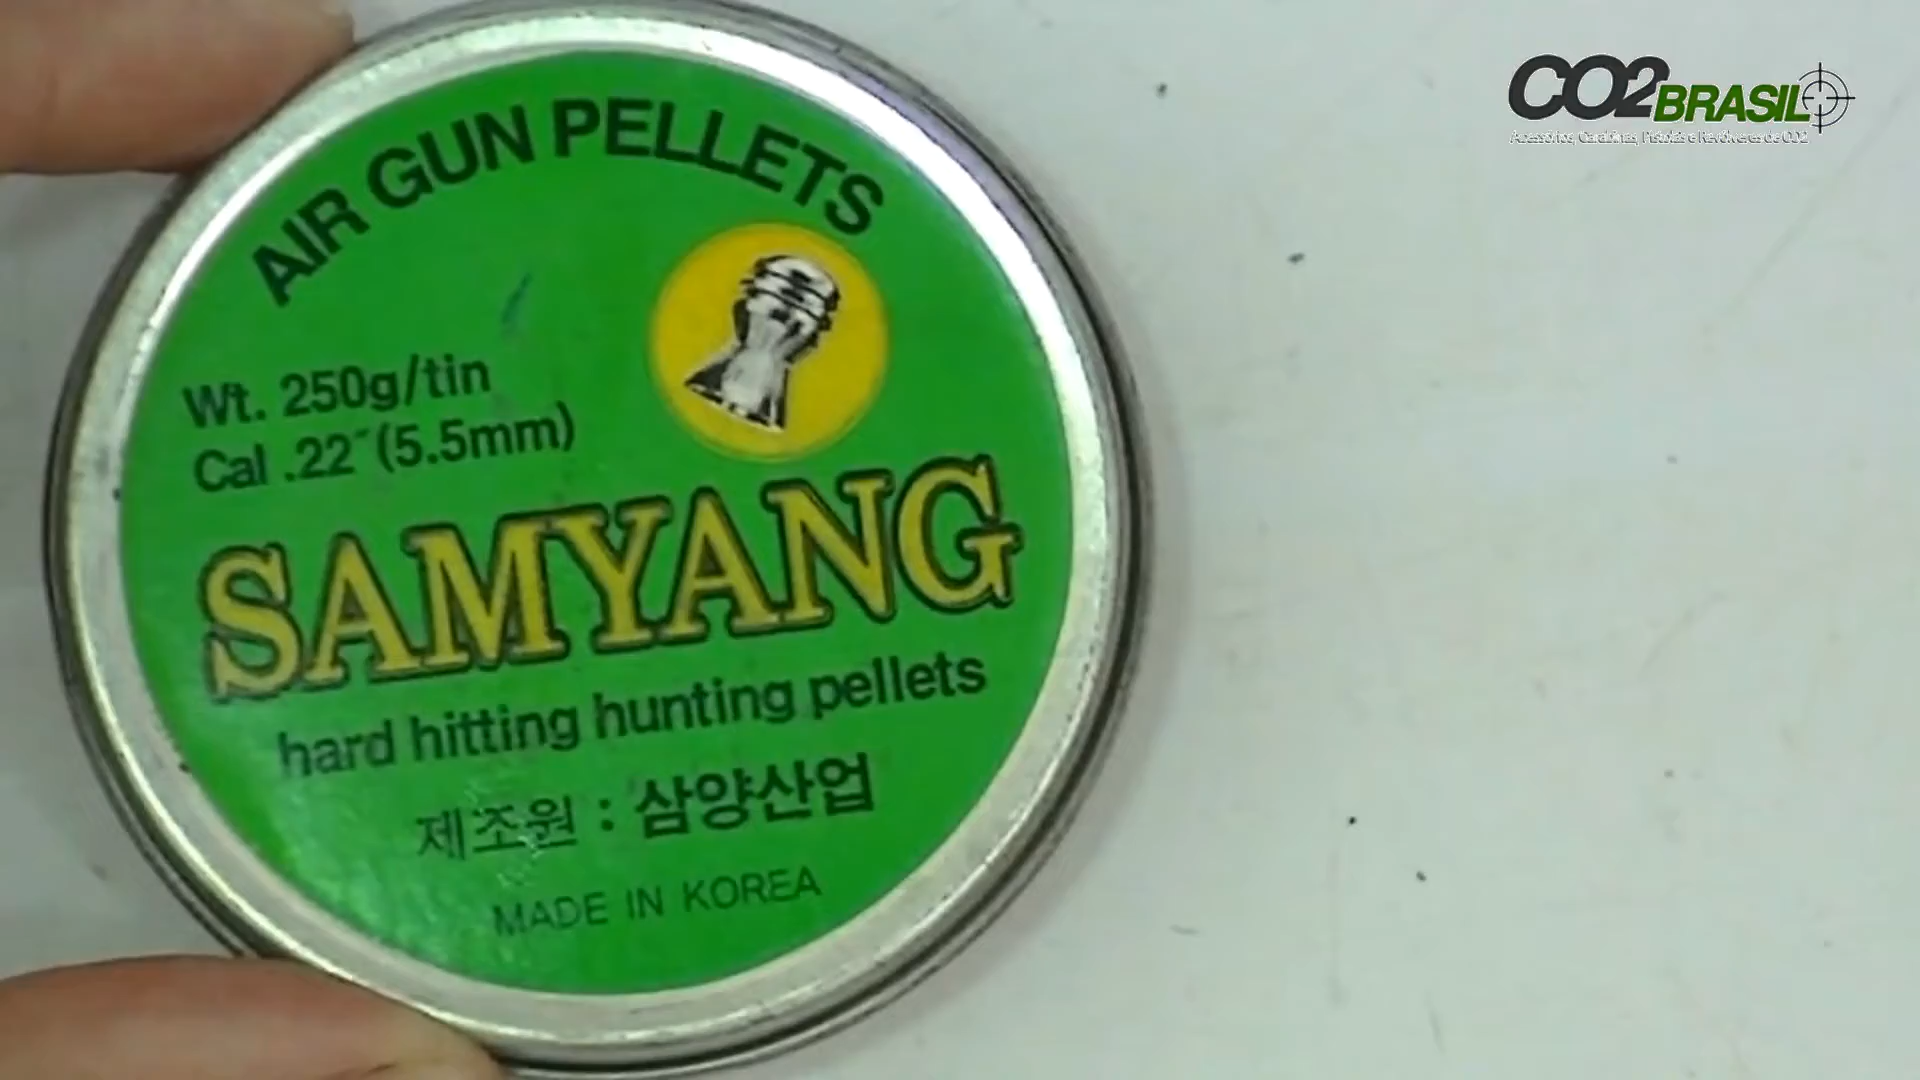 CO2BRASIL
AIR GUN PELLETS
Wt. 250g/tin
Cal .22″(5.5mm)
SAMYANG
hard hitting hunting pellets
제조원 : 삼양산업
MADE IN KOREA